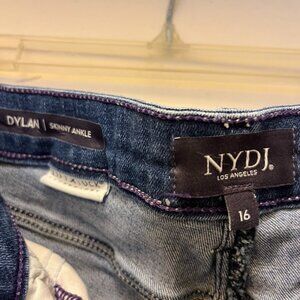 DYLAN | SKINNY ANKLE
NYDJ®
LOS ANGELES
16